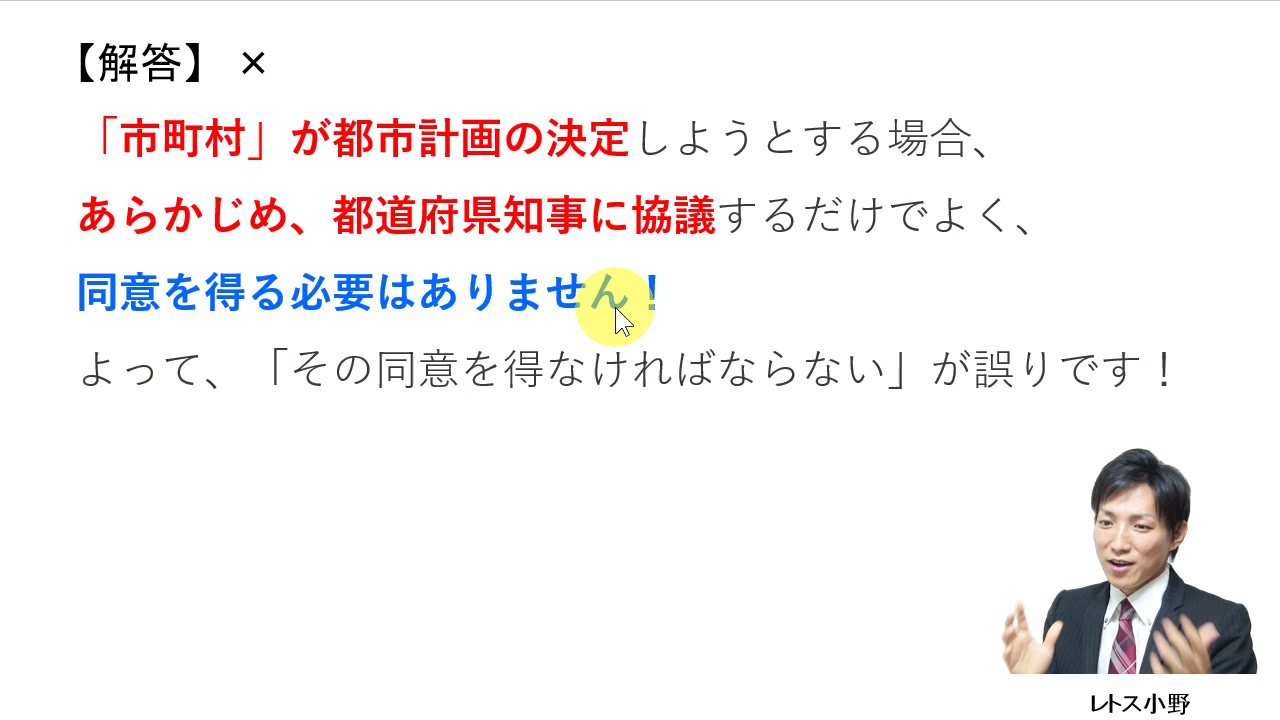 【解答】 ×
「市町村」が都市計画の決定しようとする場合、
あらかじめ、都道府県知事に協議するだけでよく、
同意を得る必要はありません！
よって、「その同意を得なければならない」が誤りです！
レトス小野